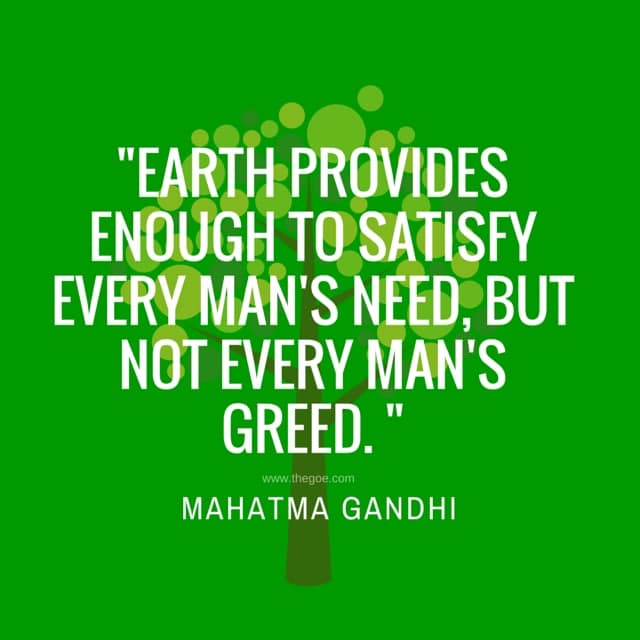 "EARTH PROVIDES
ENOUGH TO SATISFY
EVERY MAN'S NEED, BUT
NOT EVERY MAN'S
GREED. "
www.thegoe.com
MAHATMA GANDHI